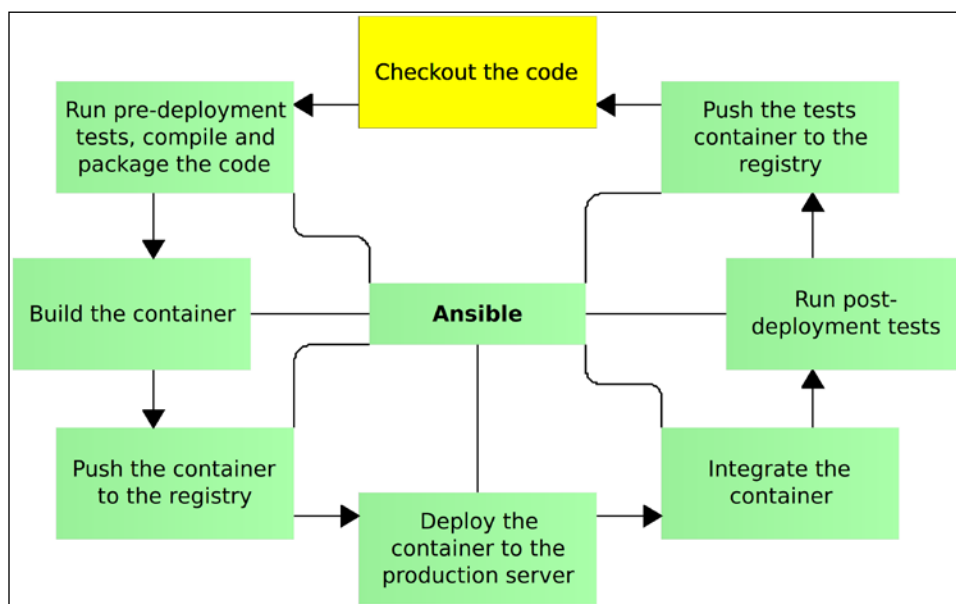 Checkout the code
Run pre-deployment
tests, compile and
package the code
Push the tests
container to the
registry
Build the container
Ansible
Run post-
deployment tests
Push the container
to the registry
Deploy the
container to the
production server
Integrate the
container